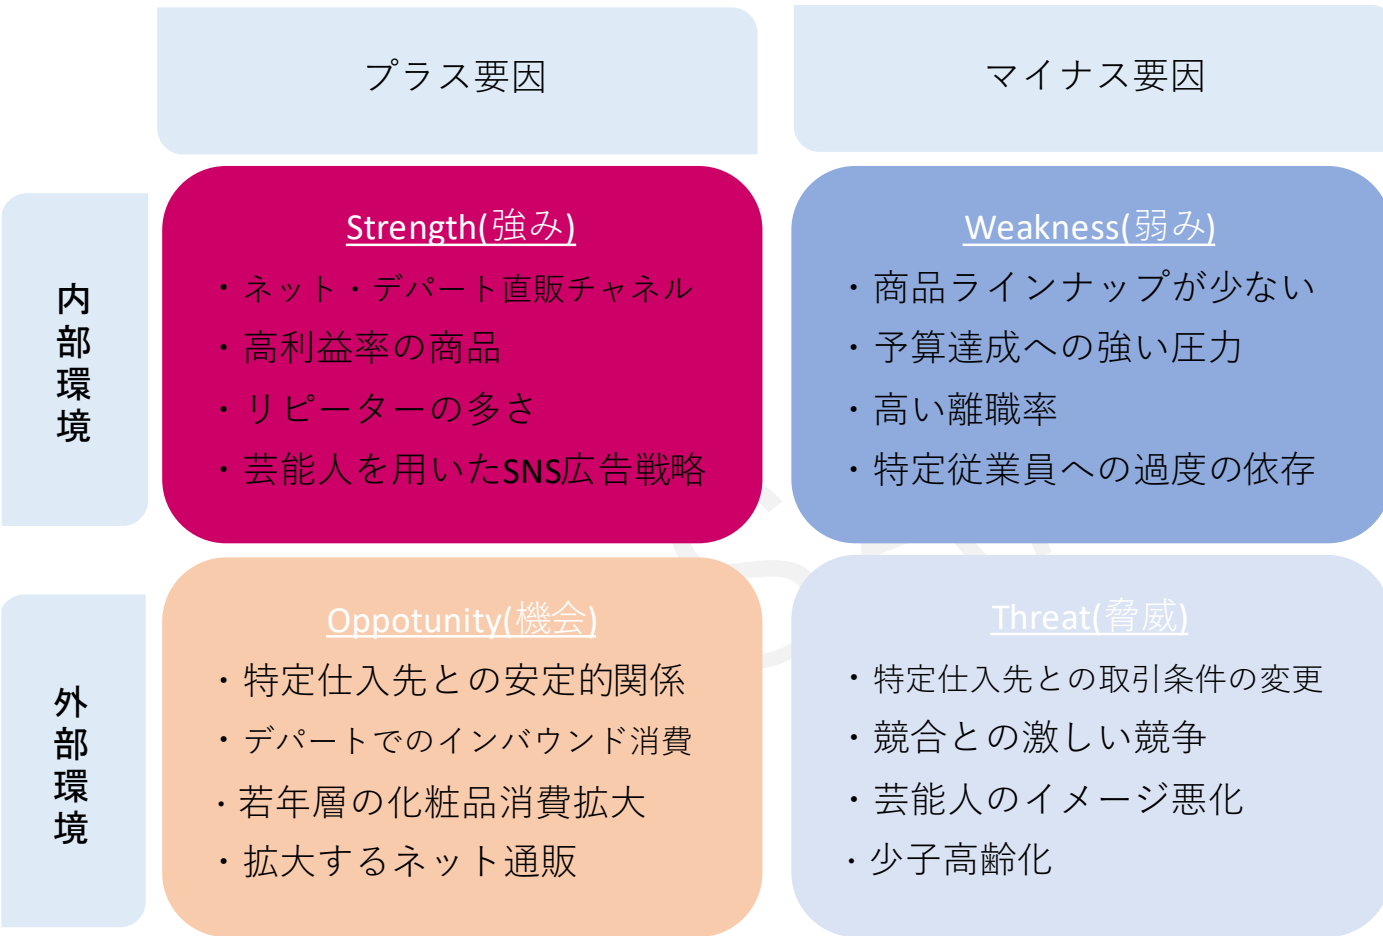 プラス要因
マイナス要因
内部環境
Strength(強み)
・ネット・デパート直販チャネル
・高利益率の商品
・リピーターの多さ
・芸能人を用いたSNS広告戦略
Weakness(弱み)
・商品ラインナップが少ない
・予算達成への強い圧力
・高い離職率
・特定従業員への過度の依存
外部環境
Oppotunity(機会)
・特定仕入先との安定的関係
・デパートでのインバウンド消費
・若年層の化粧品消費拡大
・拡大するネット通販
Threat(脅威)
・特定仕入先との取引条件の変更
・競合との激しい競争
・芸能人のイメージ悪化
・少子高齢化